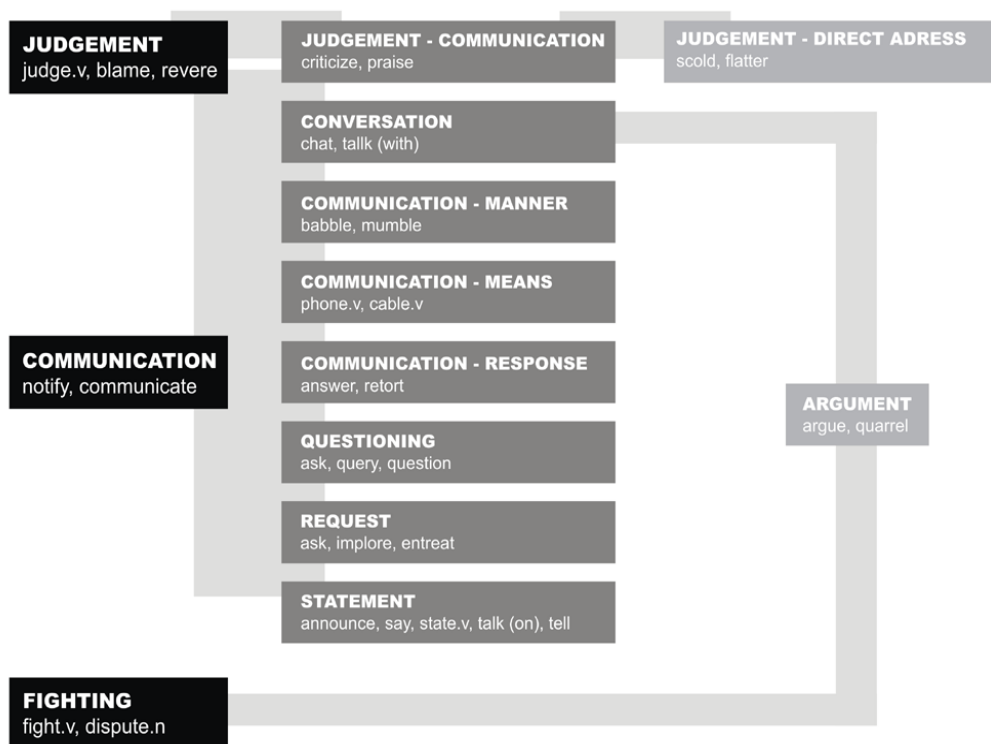 JUDGEMENT
judge.v, blame, revere
JUDGEMENT - COMMUNICATION
criticize, praise
JUDGEMENT - DIRECT ADRESS
scold, flatter
CONVERSATION
chat, tallk (with)
COMMUNICATION - MANNER
babble, mumble
COMMUNICATION - MEANS
phone.v, cable.v
COMMUNICATION
notify, communicate
COMMUNICATION - RESPONSE
answer, retort
ARGUMENT
argue, quarrel
QUESTIONING
ask, query, question
REQUEST
ask, implore, entreat
STATEMENT
announce, say, state.v, talk (on), tell
FIGHTING
fight.v, dispute.n